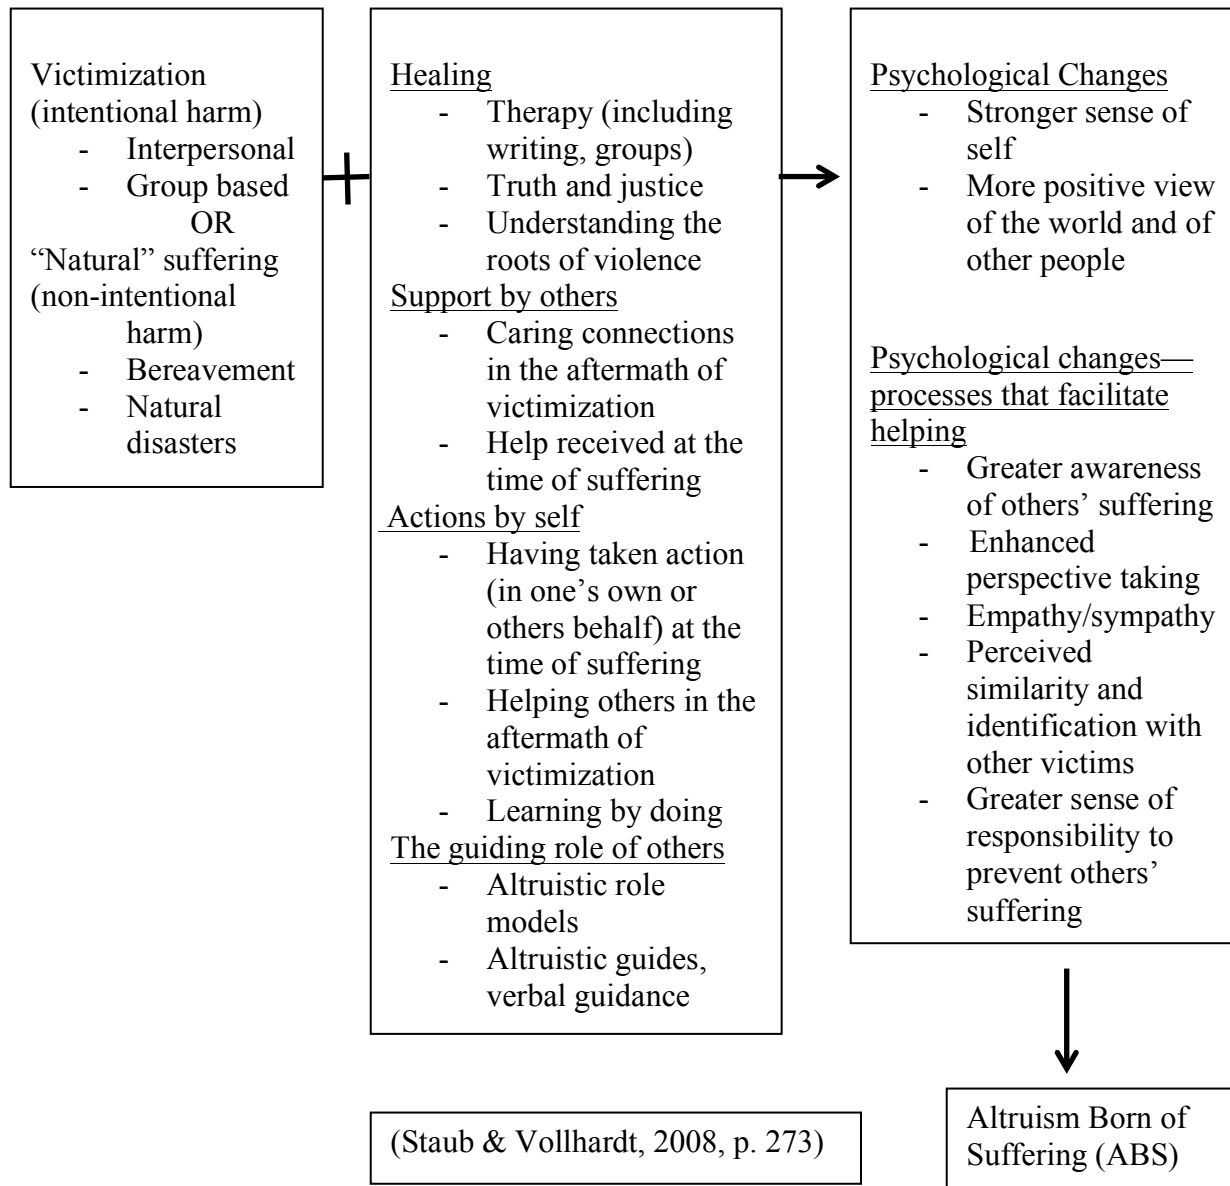 Victimization
(intentional harm)
- Interpersonal
- Group based
OR
“Natural” suffering
(non-intentional
harm)
- Bereavement
- Natural
disasters
Healing
- Therapy (including
writing, groups)
- Truth and justice
- Understanding the
roots of violence
Support by others
- Caring connections
in the aftermath of
victimization
- Help received at the
time of suffering
Actions by self
- Having taken action
(in one’s own or
others behalf) at the
time of suffering
- Helping others in the
aftermath of
victimization
- Learning by doing
The guiding role of others
- Altruistic role
models
- Altruistic guides,
verbal guidance
Psychological Changes
- Stronger sense of
self
- More positive view
of the world and of
other people
Psychological changes—
processes that facilitate
helping
- Greater awareness
of others’ suffering
- Enhanced
perspective taking
- Empathy/sympathy
- Perceived
similarity and
identification with
other victims
- Greater sense of
responsibility to
prevent others’
suffering
(Staub & Vollhardt, 2008, p. 273)
Altruism Born of
Suffering (ABS)